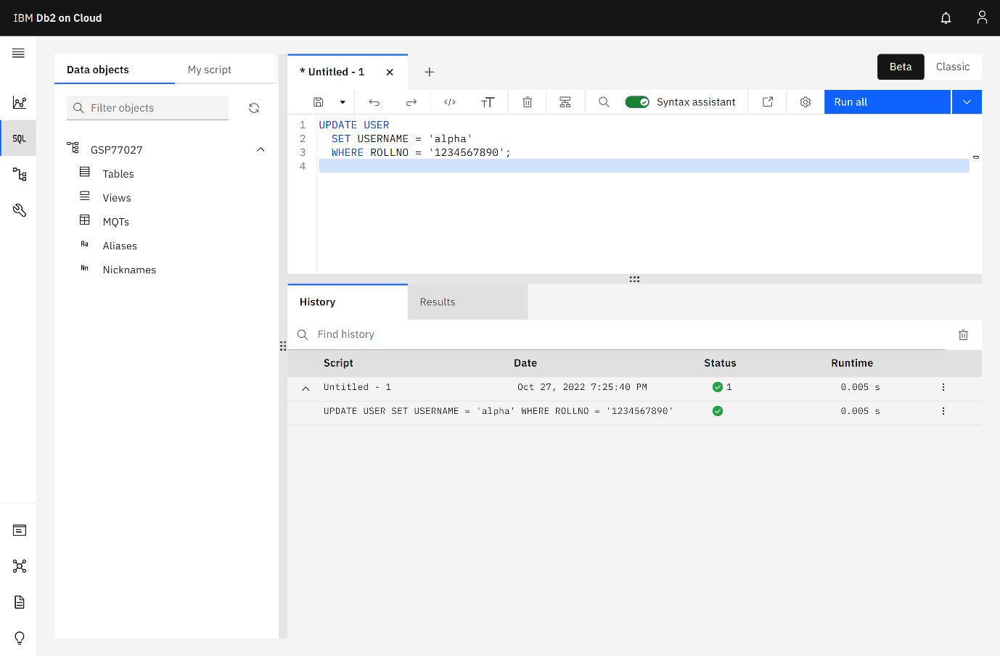 IBM Db2 on Cloud
Data objects
My script
Filter objects
SQL
GSP77027
Tables
Views
MQTs
Aa Aliases
Nn Nicknames
* Untitled - 1
Beta
Classic
Syntax assistant
Run all
1 UPDATE USER
2 SET USERNAME = 'alpha'
3 WHERE ROLLNO = '1234567890';
4
History
Results
Find history
Script Date Status Runtime
Untitled - 1 Oct 27, 2022 7:25:40 PM 1 0.005 s
UPDATE USER SET USERNAME = 'alpha' WHERE ROLLNO = '1234567890' 0.005 s